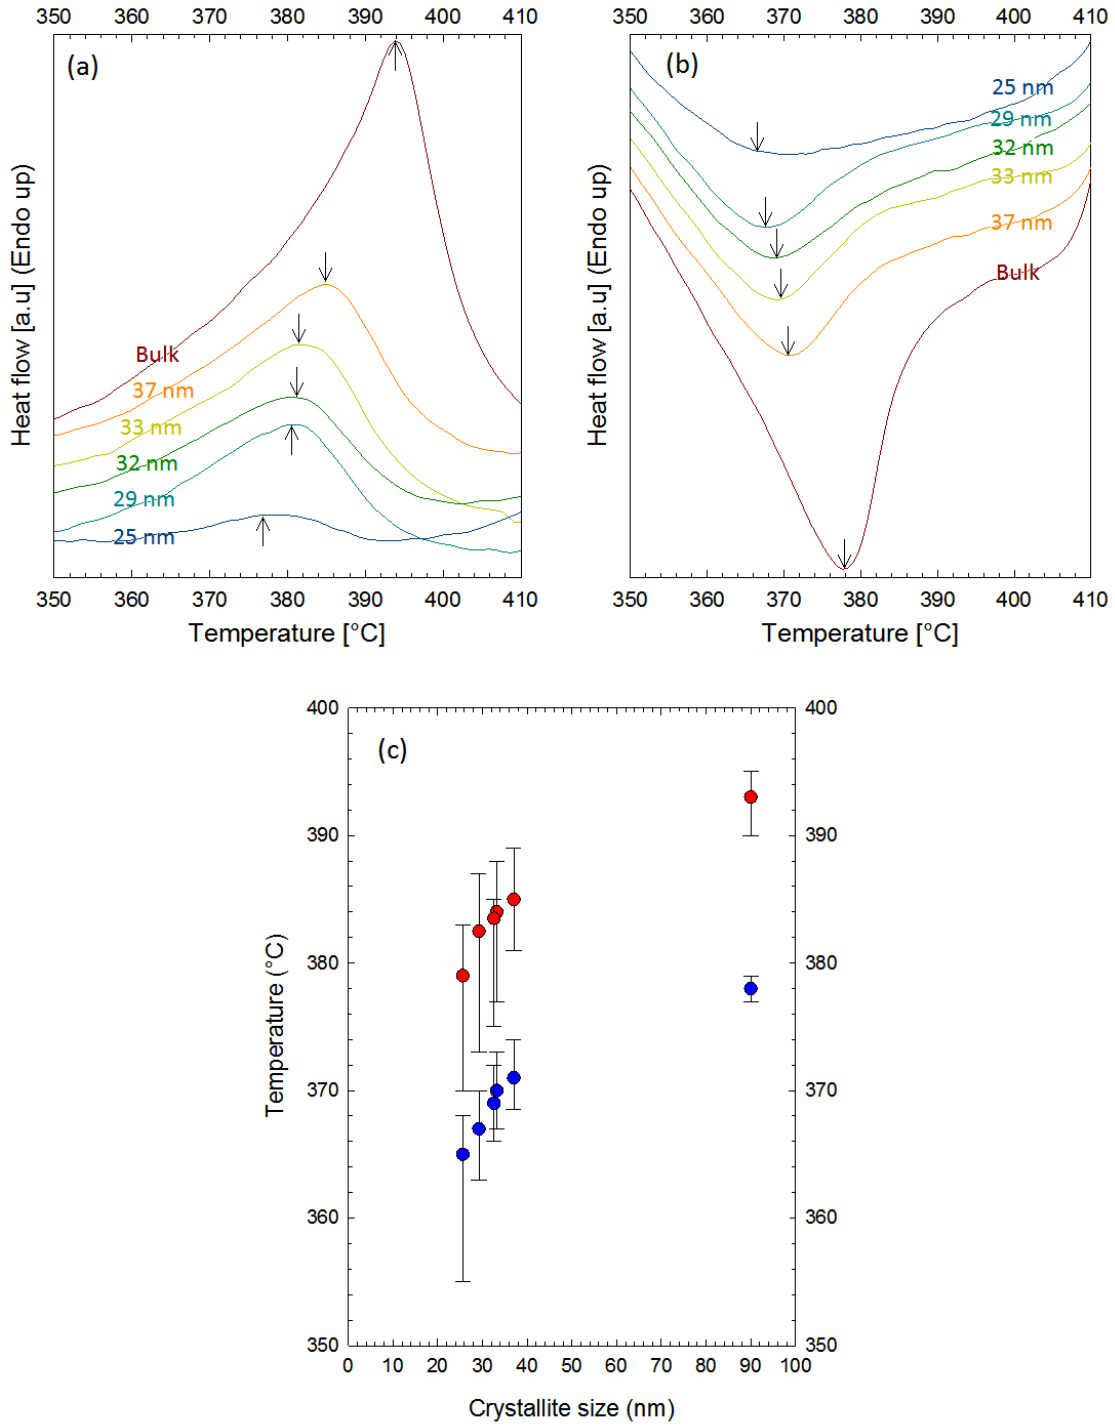 350 360 370 380 390 400 410
(a)
Heat flow [a.u] (Endo up)
Bulk
37 nm
33 nm
32 nm
29 nm
25 nm
350 360 370 380 390 400 410
Temperature [°C]
350 360 370 380 390 400 410
(b)
Heat flow [a.u] (Endo up)
25 nm
29 nm
32 nm
33 nm
37 nm
Bulk
350 360 370 380 390 400 410
Temperature [°C]
(c)
400 400
390 390
380 380
370 370
360 360
350 350
Temperature (°C)
0 10 20 30 40 50 60 70 80 90 100
Crystallite size (nm)